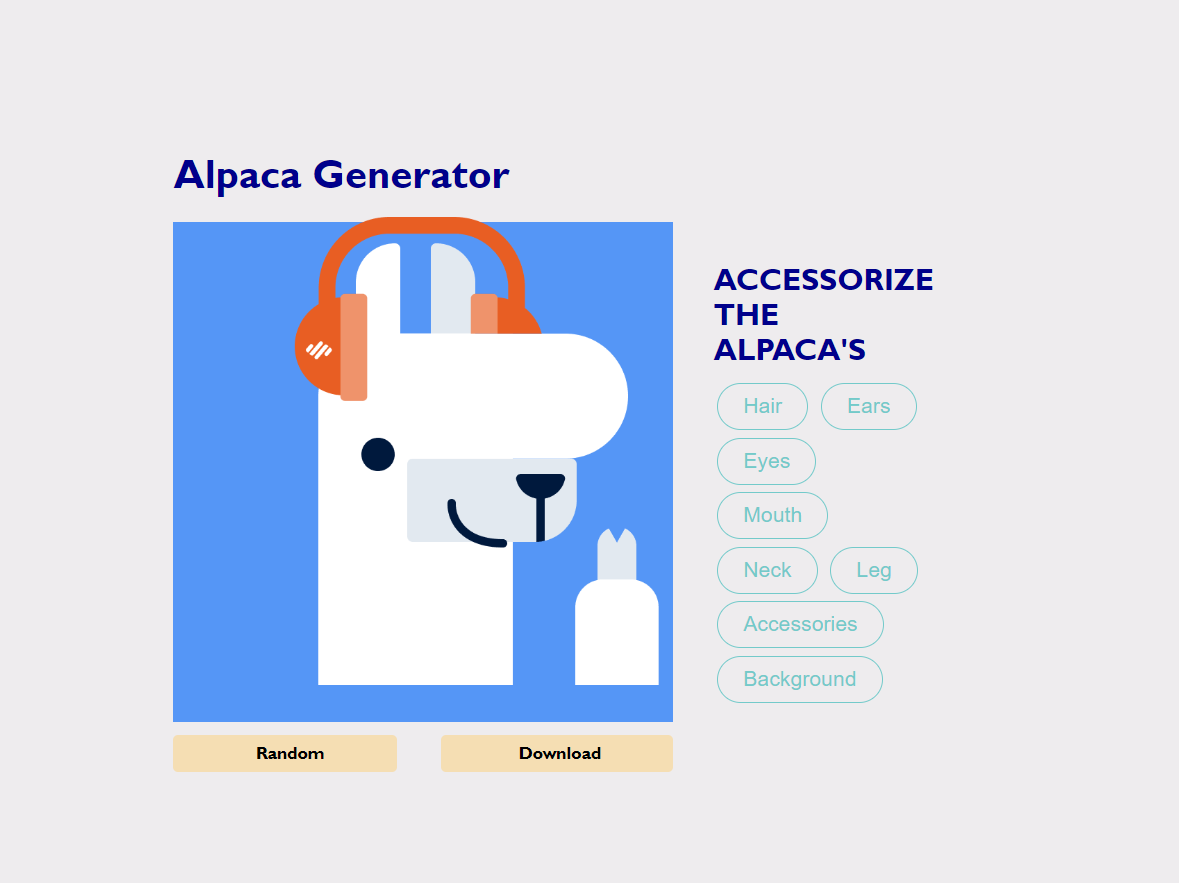 Alpaca Generator
ACCESSORIZE
THE
ALPACA'S
Hair Ears
Eyes
Mouth
Neck Leg
Accessories
Background
Random Download